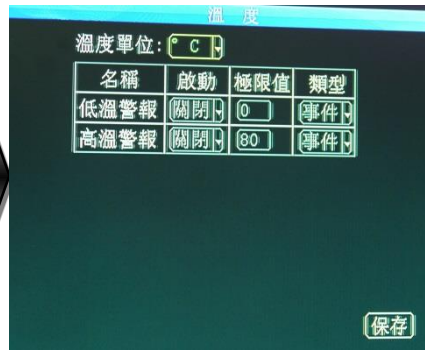 溫 度
溫度單位: ° C
名稱 啟動 極限值 類型
低溫警報 關閉 0 事件
高溫警報 關閉 80 事件
保存